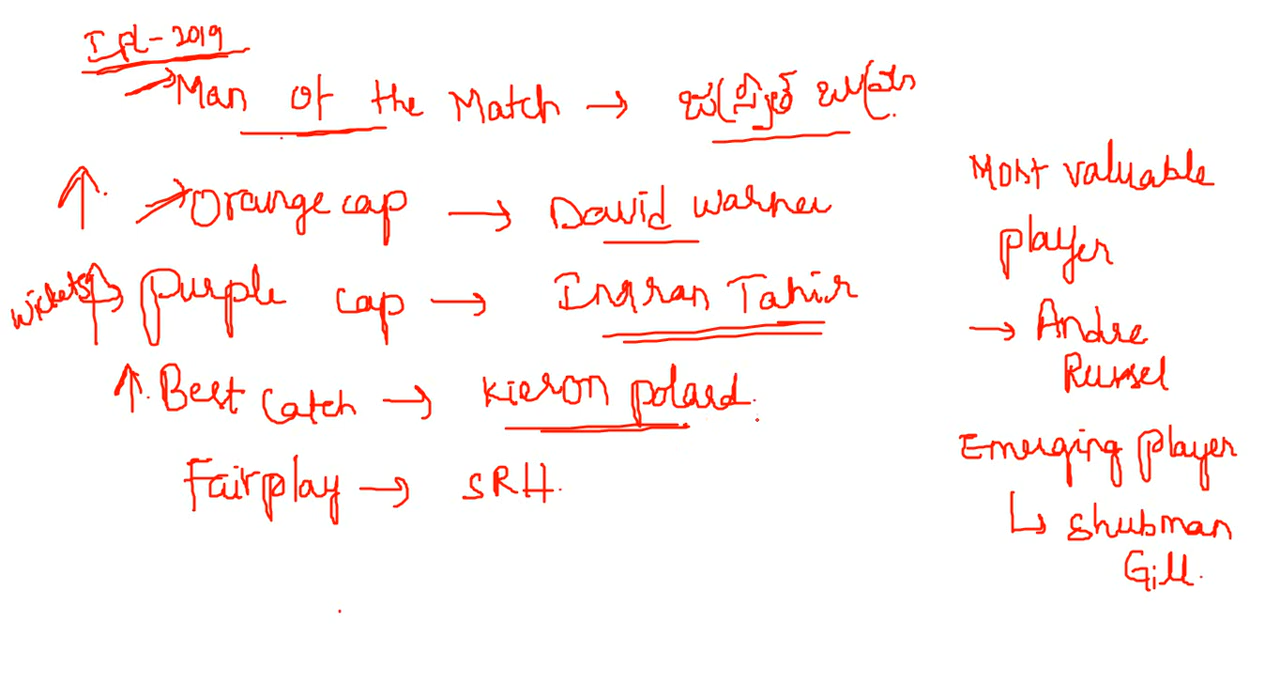 Ipl - 2019
Man of the Match →
Orange cap → David Warner
wickets Purple cap → Imran Tahir
Best Catch → Kieron polard.
Fairplay → SRH.
Most valuable
player
→ Andre
Russel
Emerging player
↳ Shubman
Gill.